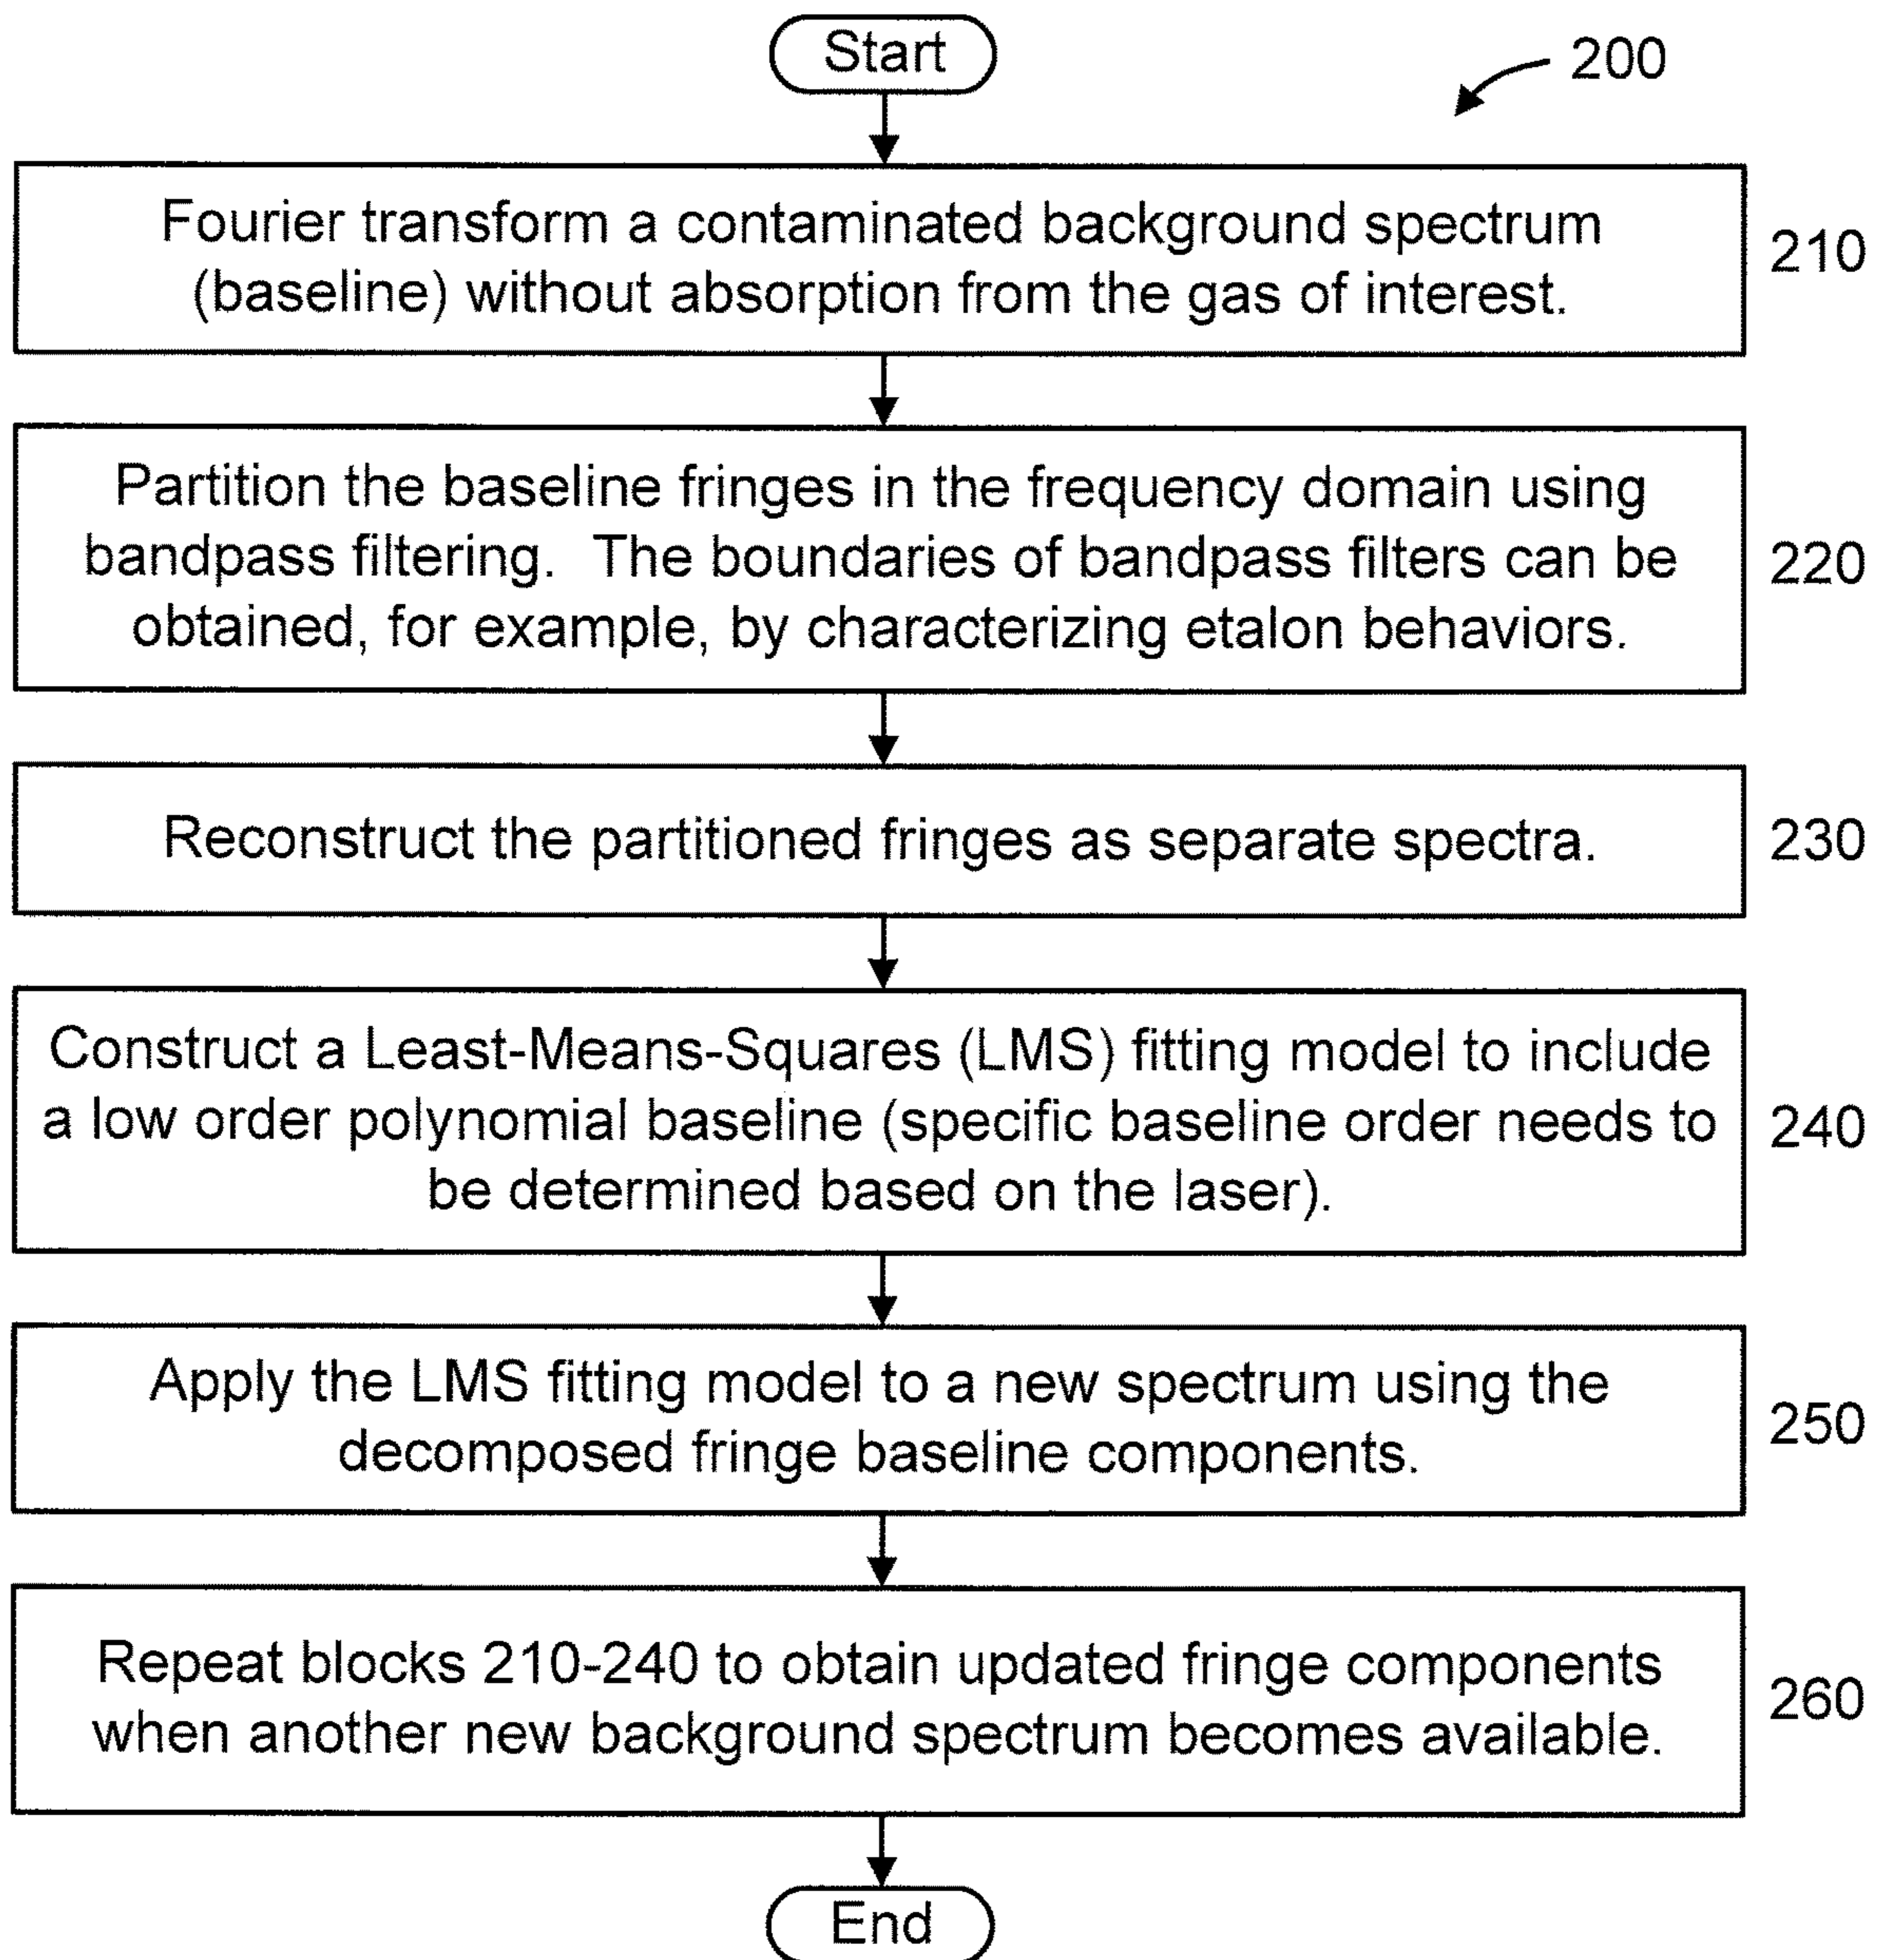 Start
200
Fourier transform a contaminated background spectrum
(baseline) without absorption from the gas of interest.
210
Partition the baseline fringes in the frequency domain using
bandpass filtering.  The boundaries of bandpass filters can be
obtained, for example, by characterizing etalon behaviors.
220
Reconstruct the partitioned fringes as separate spectra.
230
Construct a Least-Means-Squares (LMS) fitting model to include
a low order polynomial baseline (specific baseline order needs to
be determined based on the laser).
240
Apply the LMS fitting model to a new spectrum using the
decomposed fringe baseline components.
250
Repeat blocks 210-240 to obtain updated fringe components
when another new background spectrum becomes available.
260
End